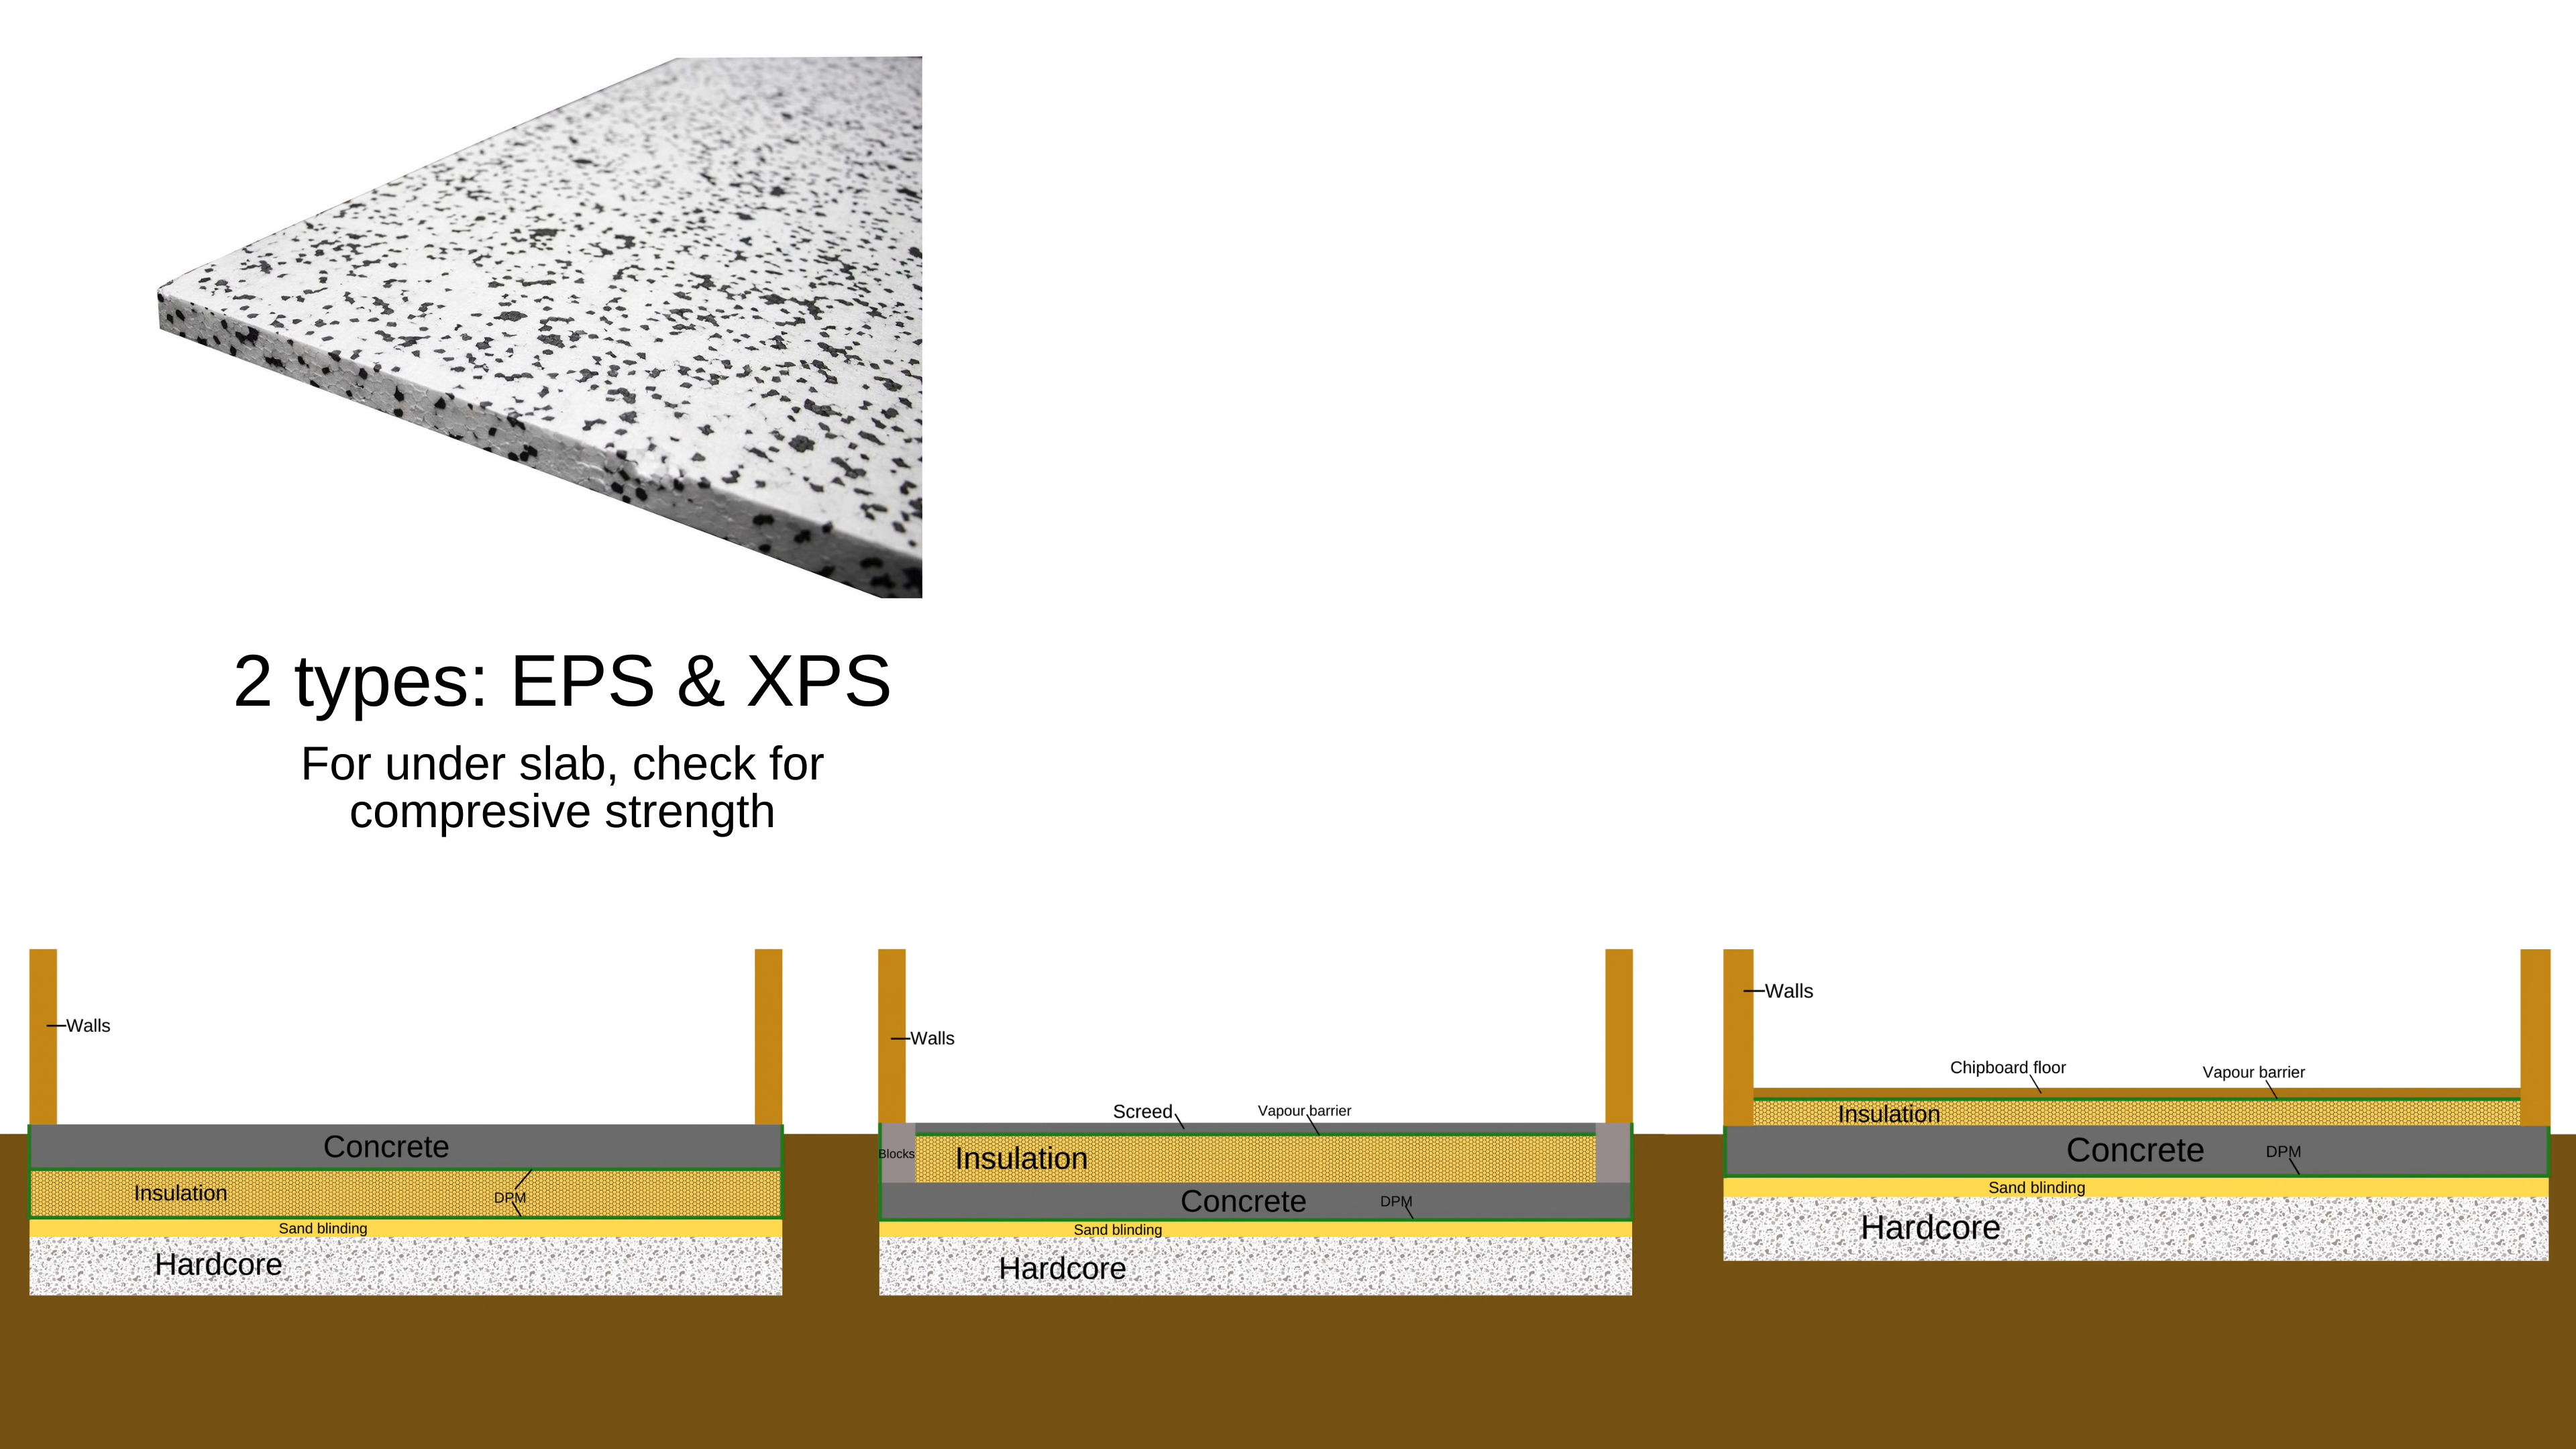 2 types: EPS & XPS
For under slab, check for
compresive strength
Walls
Concrete
Insulation
DPM
Sand blinding
Hardcore
Walls
Screed
Vapour barrier
Blocks
Insulation
Concrete
DPM
Sand blinding
Hardcore
Walls
Chipboard floor
Vapour barrier
Insulation
Concrete
DPM
Sand blinding
Hardcore